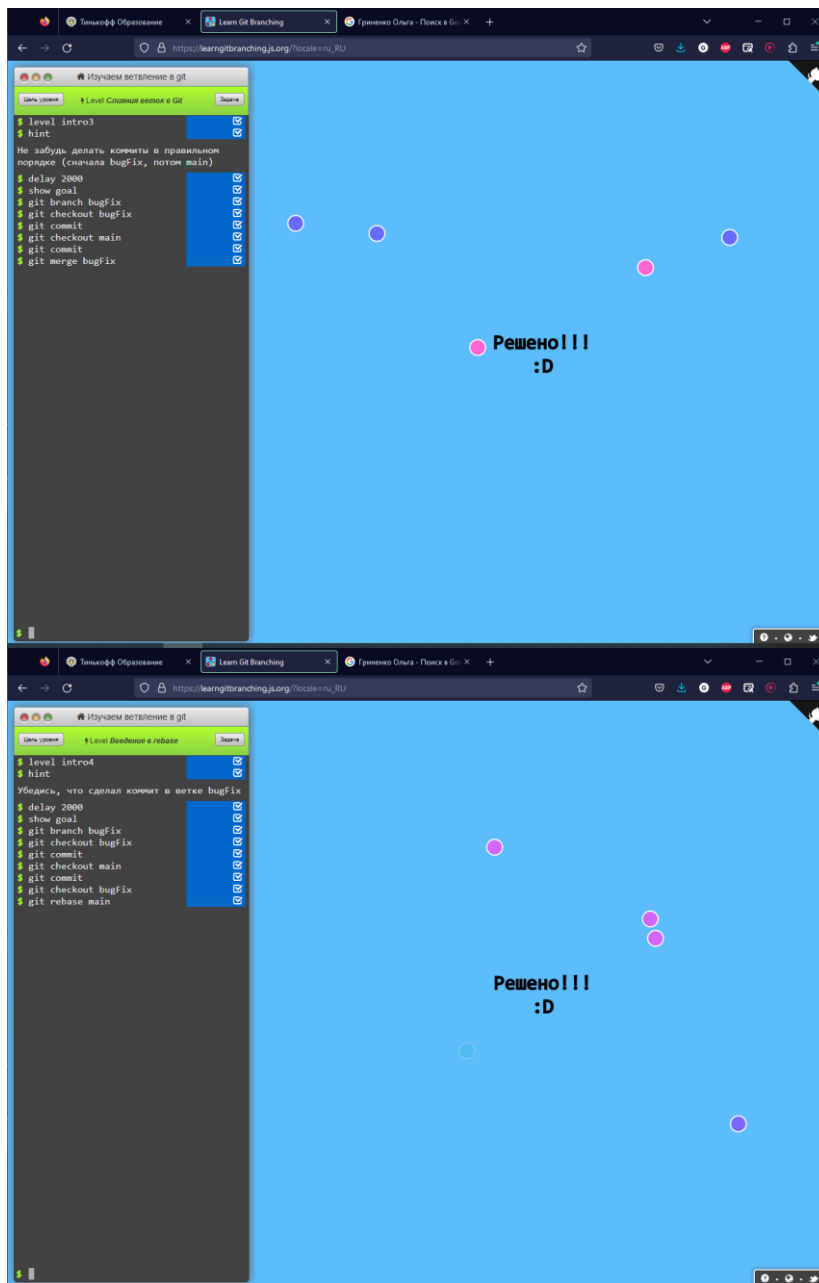 Тинькофф Образование
Learn Git Branching
Гриненко Ольга - Поиск в Goo
https://learngitbranching.js.org/?locale=ru_RU
Изучаем ветвление в git
Цель уровня
Level Слияния веток в Git
Задача
$ level intro3
$ hint
Не забудь делать коммиты в правильном
порядке (сначала bugFix, потом main)
$ delay 2000
$ show goal
$ git branch bugFix
$ git checkout bugFix
$ git commit
$ git checkout main
$ git commit
$ git merge bugFix
Решено!!!
:D
$
Тинькофф Образование
Learn Git Branching
Гриненко Ольга - Поиск в Goo
https://learngitbranching.js.org/?locale=ru_RU
Изучаем ветвление в git
Цель уровня
Level Введение в rebase
Задача
$ level intro4
$ hint
Убедись, что сделал коммит в ветке bugFix
$ delay 2000
$ show goal
$ git branch bugFix
$ git checkout bugFix
$ git commit
$ git checkout main
$ git commit
$ git checkout bugFix
$ git rebase main
Решено!!!
:D
$